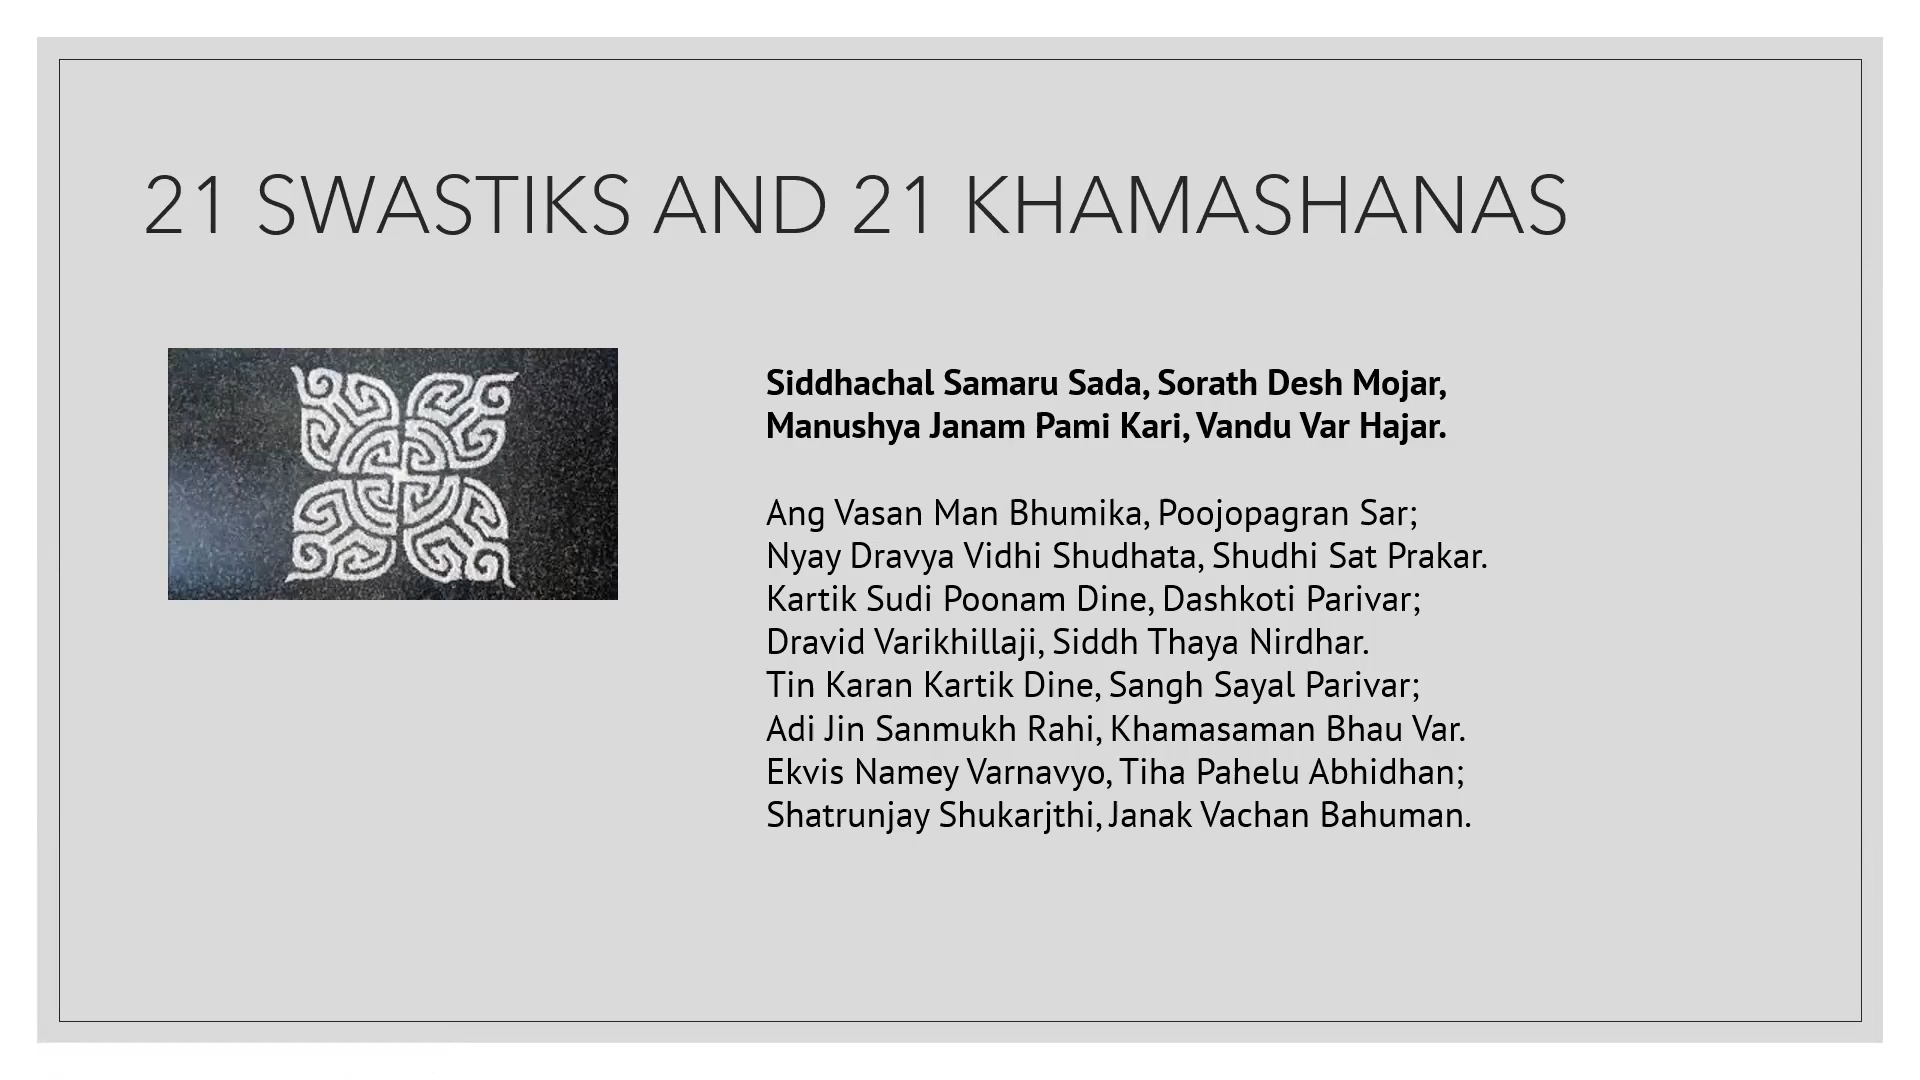 21 SWASTIKS AND 21 KHAMASHANAS
Siddhachal Samaru Sada, Sorath Desh Mojar,
Manushya Janam Pami Kari, Vandu Var Hajar.
Ang Vasan Man Bhumika, Poojopagran Sar;
Nyay Dravya Vidhi Shudhata, Shudhi Sat Prakar.
Kartik Sudi Poonam Dine, Dashkoti Parivar;
Dravid Varikhillaji, Siddh Thaya Nirdhar.
Tin Karan Kartik Dine, Sangh Sayal Parivar;
Adi Jin Sanmukh Rahi, Khamasaman Bhau Var.
Ekvis Namey Varnavyo, Tiha Pahelu Abhidhan;
Shatrunjay Shukarjthi, Janak Vachan Bahuman.